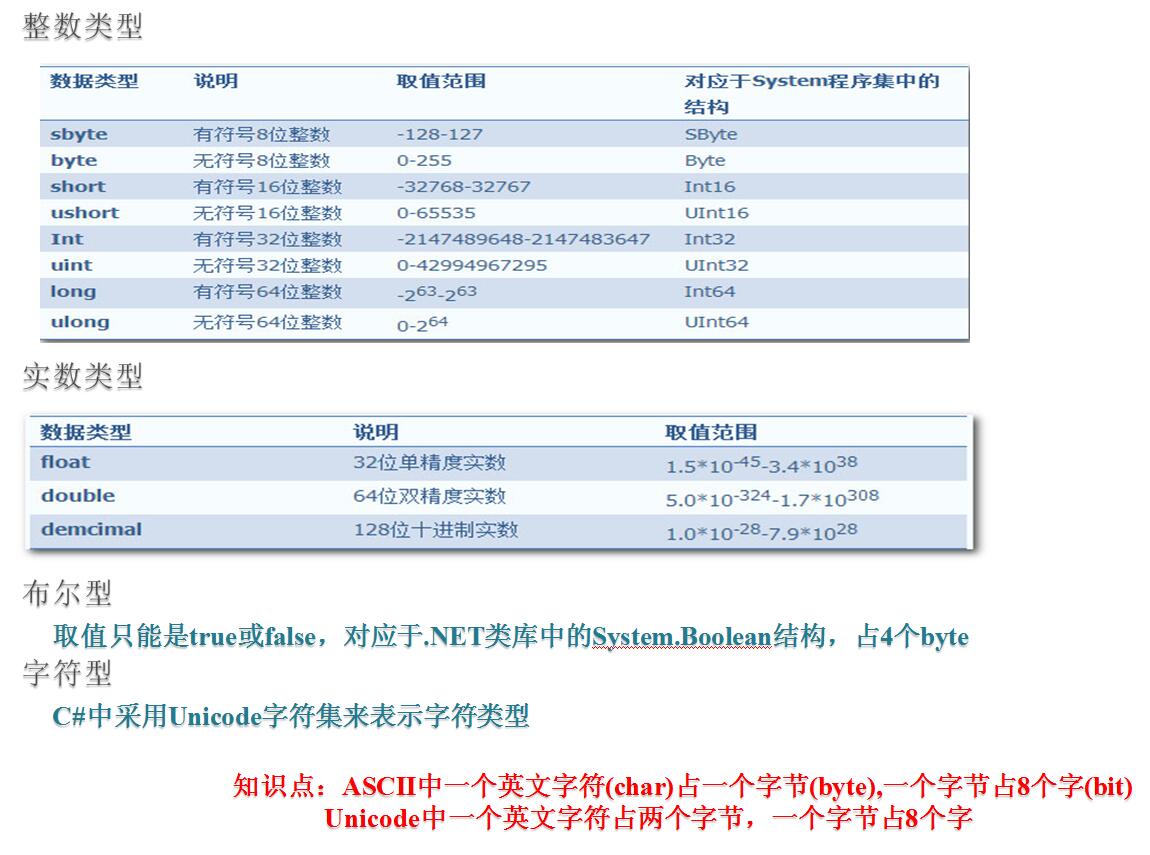 整数类型
数据类型 说明 取值范围 对应于System程序集中的
结构
sbyte 有符号8位整数 -128-127 SByte
byte 无符号8位整数 0-255 Byte
short 有符号16位整数 -32768-32767 Int16
ushort 无符号16位整数 0-65535 UInt16
Int 有符号32位整数 -2147489648-2147483647 Int32
uint 无符号32位整数 0-42994967295 UInt32
long 有符号64位整数 -2⁶³-2⁶³ Int64
ulong 无符号64位整数 0-2⁶⁴ UInt64
实数类型
数据类型 说明 取值范围
float 32位单精度实数 1.5*10⁻⁴⁵-3.4*10³⁸
double 64位双精度实数 5.0*10⁻³²⁴-1.7*10³⁰⁸
demcimal 128位十进制实数 1.0*10⁻²⁸-7.9*10²⁸
布尔型
取值只能是true或false，对应于.NET类库中的System.Boolean结构，占4个byte
字符型
C#中采用Unicode字符集来表示字符类型
知识点：ASCII中一个英文字符(char)占一个字节(byte),一个字节占8个字(bit)
Unicode中一个英文字符占两个字节，一个字节占8个字